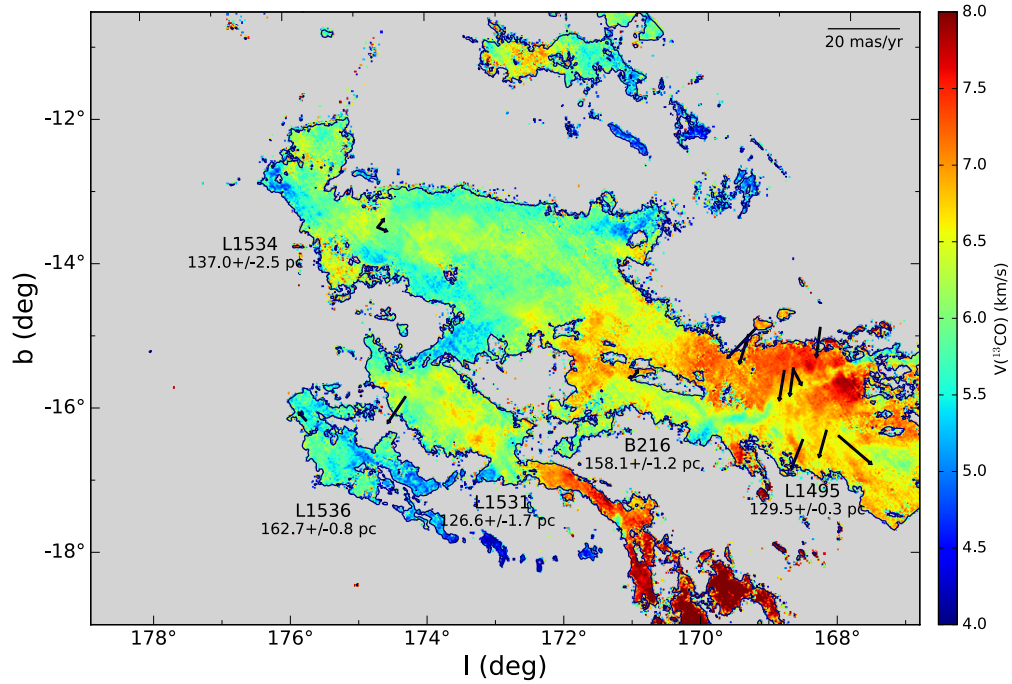 20 mas/yr
8.0
7.5
7.0
6.5
6.0
5.5
5.0
4.5
4.0
V(¹³CO) (km/s)
-12°
-14°
-16°
-18°
b (deg)
L1534
137.0+/-2.5 pc
B216
158.1+/-1.2 pc
L1495
129.5+/-0.3 pc
L1531
126.6+/-1.7 pc
L1536
162.7+/-0.8 pc
178° 176° 174° 172° 170° 168°
l (deg)